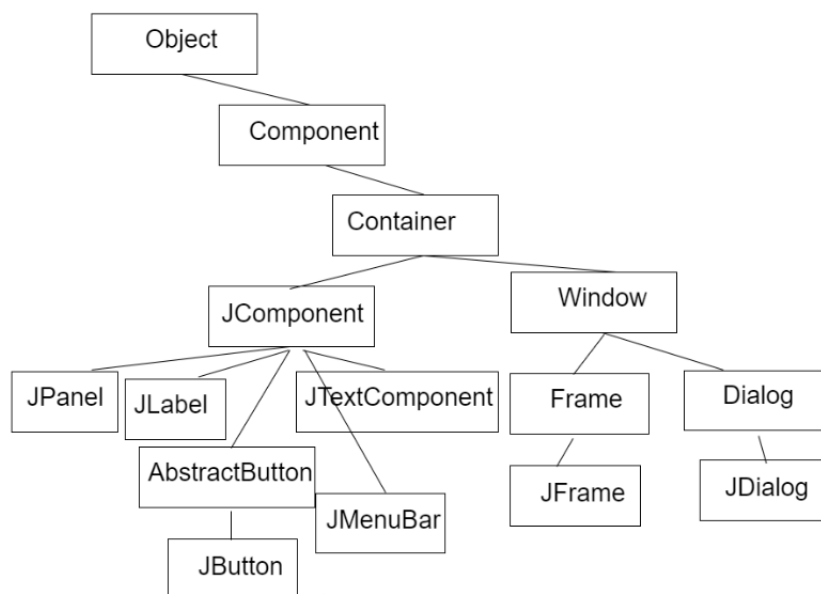 Object
Component
Container
JComponent
Window
JPanel
JLabel
JTextComponent
Frame
Dialog
AbstractButton
JMenuBar
JFrame
JDialog
JButton